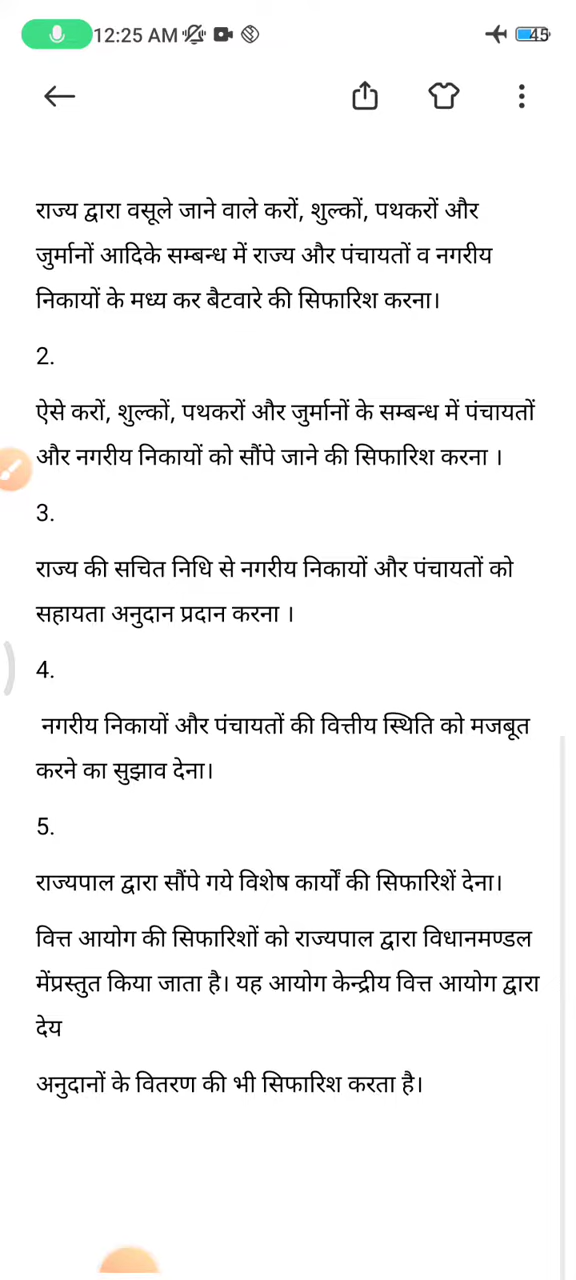 12:25 AM
45
राज्य द्वारा वसूले जाने वाले करों, शुल्कों, पथकरों और
जुर्मानों आदिके सम्बन्ध में राज्य और पंचायतों व नगरीय
निकायों के मध्य कर बैटवारे की सिफारिश करना।
2.
ऐसे करों, शुल्कों, पथकरों और जुर्मानों के सम्बन्ध में पंचायतों
और नगरीय निकायों को सौंपे जाने की सिफारिश करना ।
3.
राज्य की सचित निधि से नगरीय निकायों और पंचायतों को
सहायता अनुदान प्रदान करना ।
4.
नगरीय निकायों और पंचायतों की वित्तीय स्थिति को मजबूत
करने का सुझाव देना।
5.
राज्यपाल द्वारा सौंपे गये विशेष कार्यों की सिफारिशें देना।
वित्त आयोग की सिफारिशों को राज्यपाल द्वारा विधानमण्डल
मेंप्रस्तुत किया जाता है। यह आयोग केन्द्रीय वित्त आयोग द्वारा
देय
अनुदानों के वितरण की भी सिफारिश करता है।